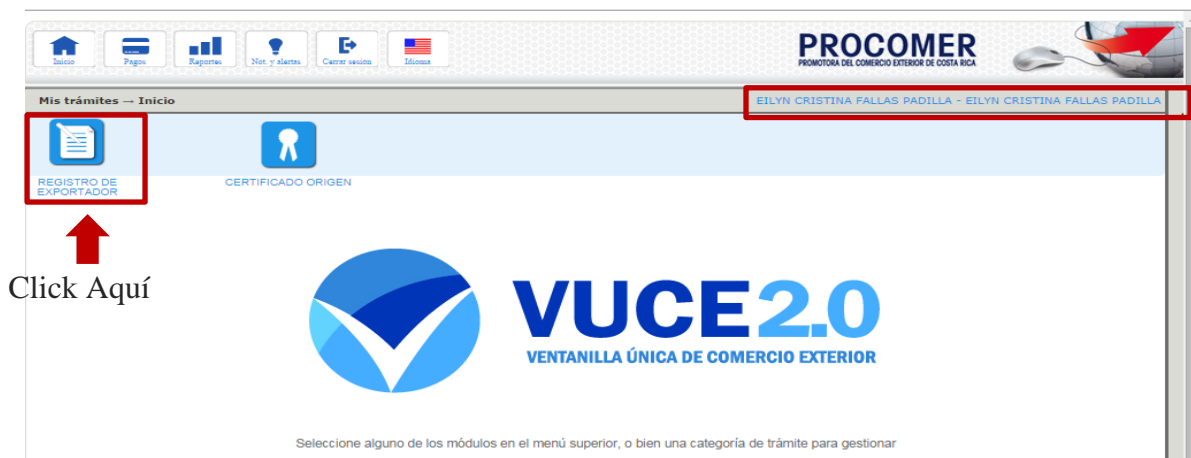 Inicio
Pagos
Reportes
Not. y alertas
Cerrar sesión
Idioma
PROCOMER
PROMOTORA DEL COMERCIO EXTERIOR DE COSTA RICA
Mis trámites → Inicio
EILYN CRISTINA FALLAS PADILLA - EILYN CRISTINA FALLAS PADILLA
REGISTRO DE
EXPORTADOR
CERTIFICADO ORIGEN
Click Aquí
VUCE2.0
VENTANILLA ÚNICA DE COMERCIO EXTERIOR
Seleccione alguno de los módulos en el menú superior, o bien una categoría de trámite para gestionar